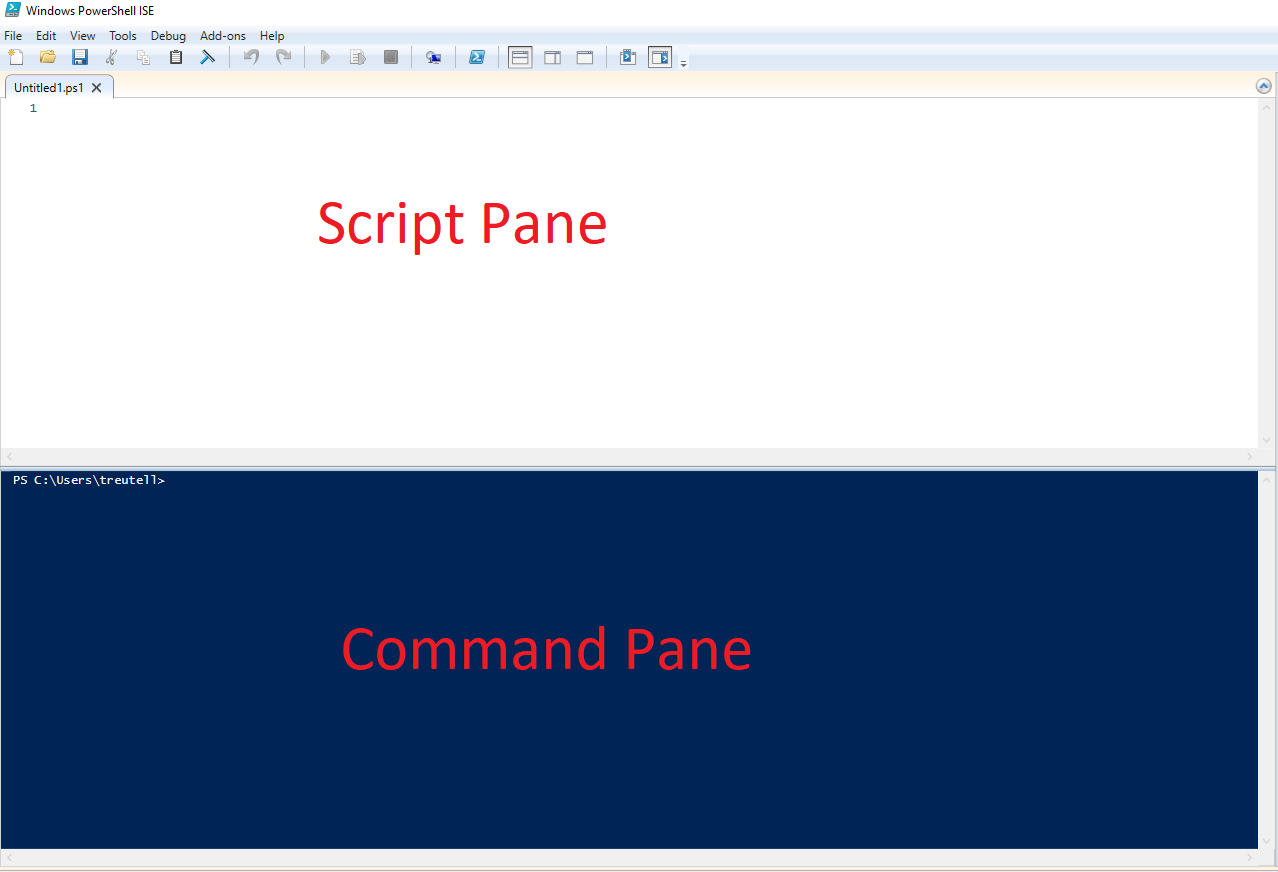 Windows PowerShell ISE
File Edit View Tools Debug Add-ons Help
Untitled1.ps1
1
Script Pane
PS C:\Users\treutell>
Command Pane